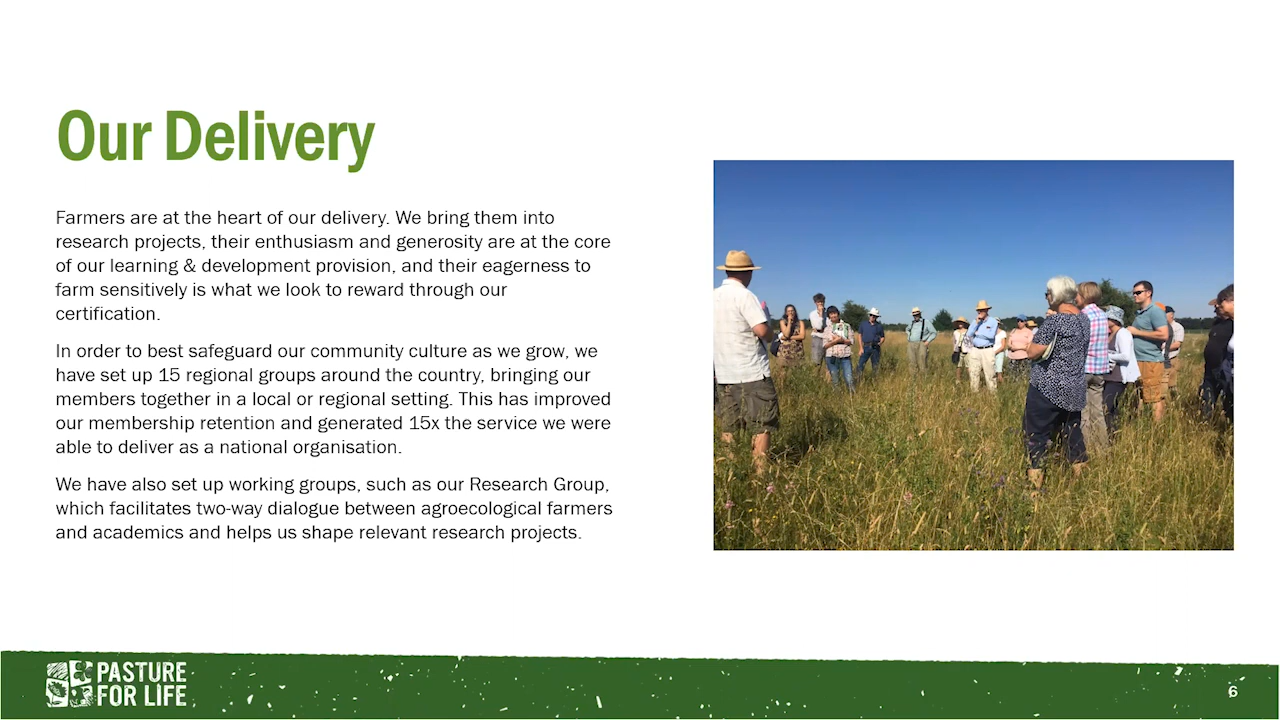 Our Delivery
Farmers are at the heart of our delivery. We bring them into
research projects, their enthusiasm and generosity are at the core
of our learning & development provision, and their eagerness to
farm sensitively is what we look to reward through our
certification.
In order to best safeguard our community culture as we grow, we
have set up 15 regional groups around the country, bringing our
members together in a local or regional setting. This has improved
our membership retention and generated 15x the service we were
able to deliver as a national organisation.
We have also set up working groups, such as our Research Group,
which facilitates two-way dialogue between agroecological farmers
and academics and helps us shape relevant research projects.
PASTURE
FOR LIFE
6